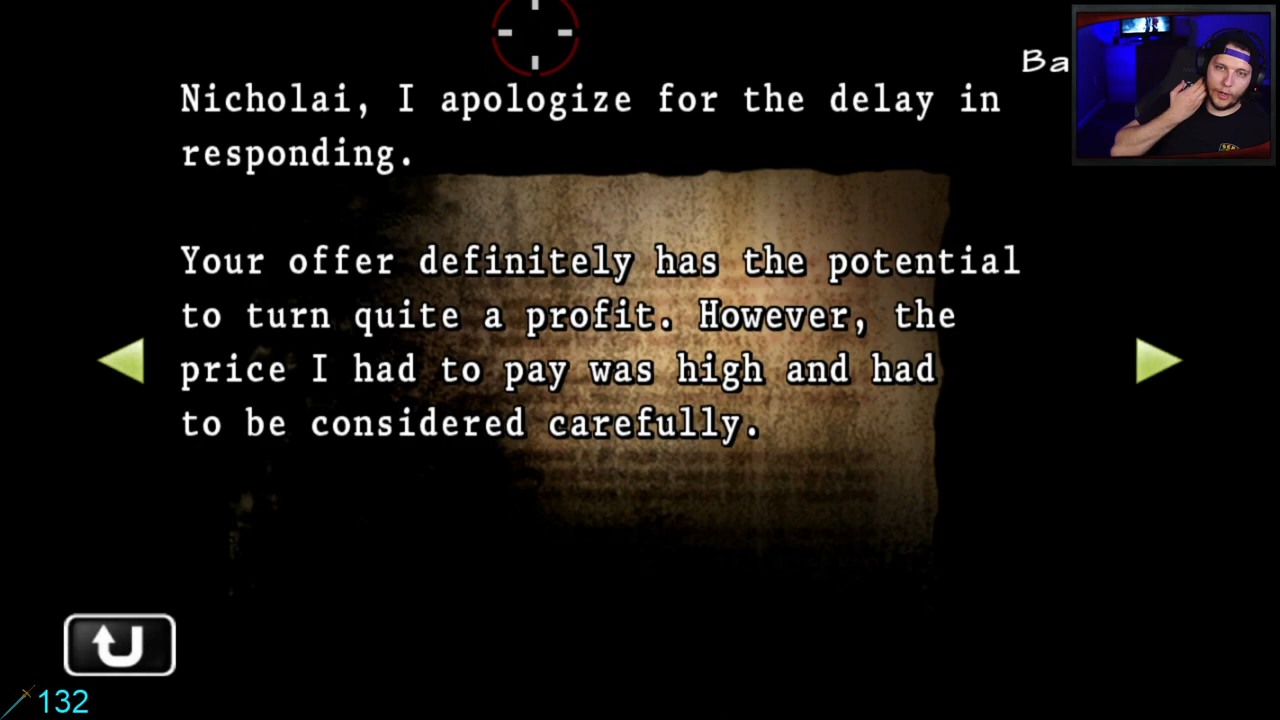 Ba
Nicholai, I apologize for the delay in
responding.
Your offer definitely has the potential
to turn quite a profit. However, the
price I had to pay was high and had
to be considered carefully.
132